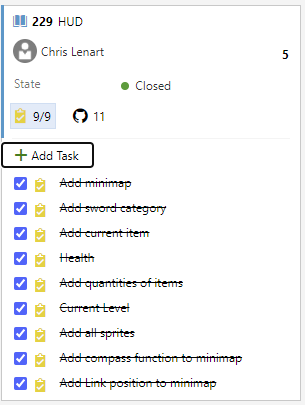 229 HUD
Chris Lenart
5
State Closed
9/9 11
Add Task
Add minimap
Add sword category
Add current item
Health
Add quantities of items
Current Level
Add all sprites
Add compass function to minimap
Add Link position to minimap